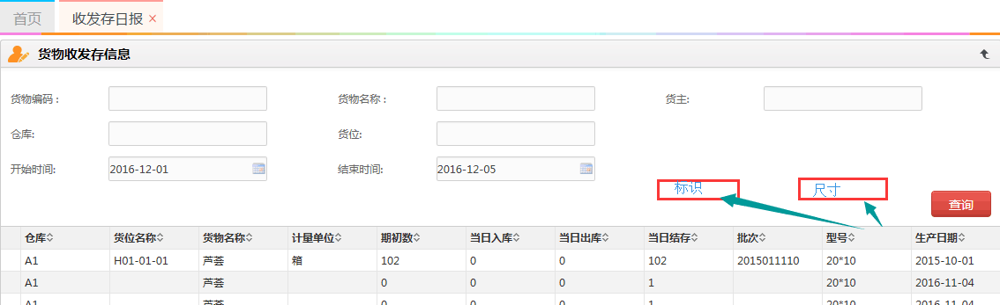 首页 收发存日报 ×
货物收发存信息
货物编码： 货物名称： 货主:
仓库: 货位:
开始时间: 2016-12-01 结束时间: 2016-12-05
标识 尺寸
查询
仓库 货位名称 货物名称 计量单位 期初数 当日入库 当日出库 当日结存 批次 型号 生产日期
A1 H01-01-01 芦荟 箱 102 0 0 102 2015011110 20*10 2015-10-01
A1 芦荟 0 0 0 1 20*10 2016-11-04
A1 芦荟 0 0 0 1 20*10 2016-11-04